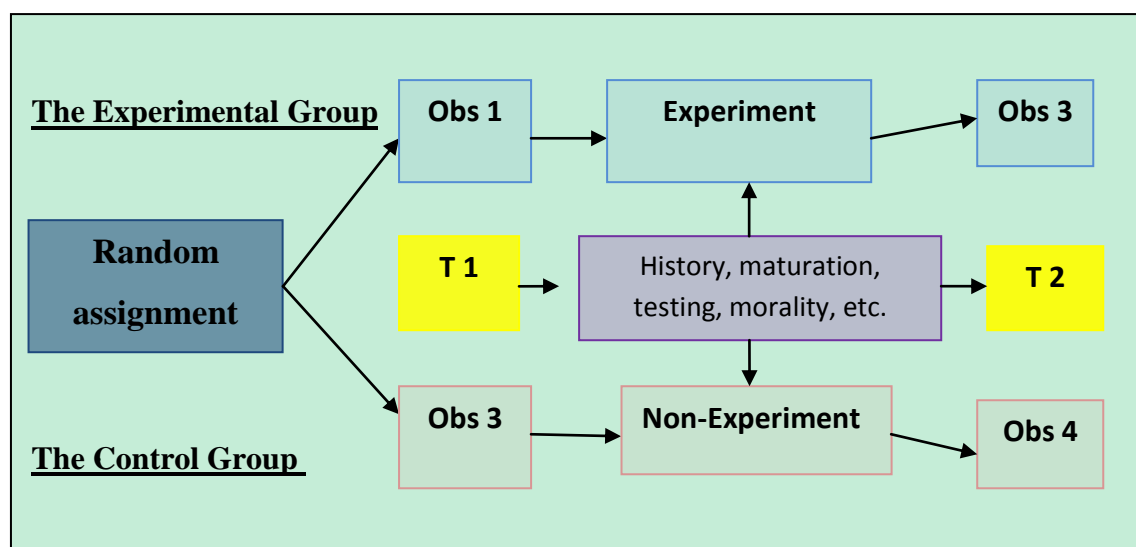 The Experimental Group
Obs 1
Experiment
Obs 3
Random
assignment
T 1
History, maturation,
testing, morality, etc.
T 2
Obs 3
Non-Experiment
Obs 4
The Control Group